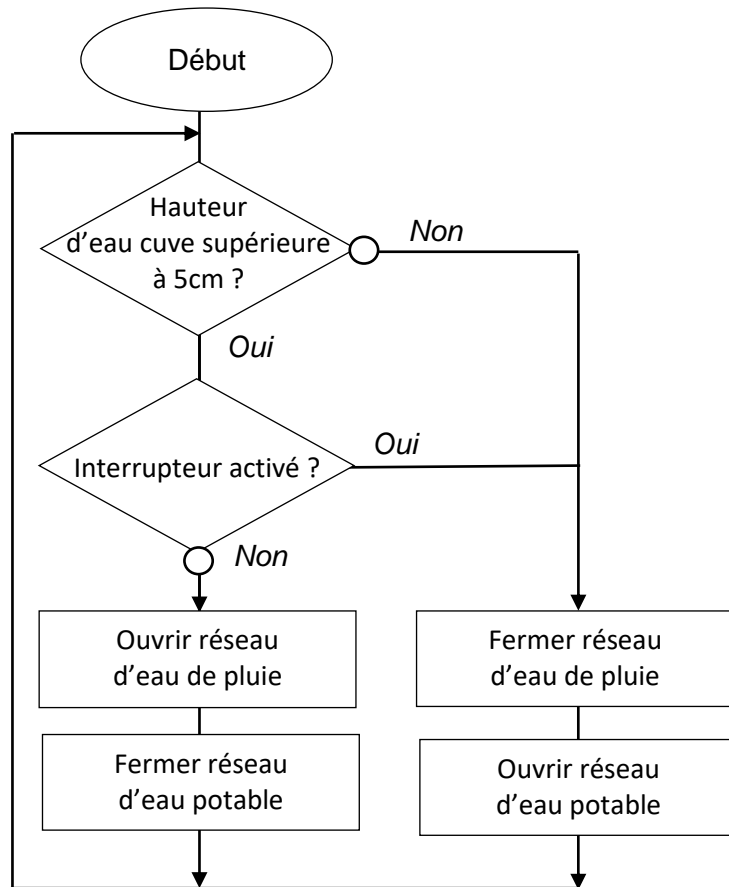 Début
Hauteur
d’eau cuve supérieure
à 5cm ?
Non
Oui
Interrupteur activé ?
Oui
Non
Ouvrir réseau
d’eau de pluie
Fermer réseau
d’eau de pluie
Fermer réseau
d’eau potable
Ouvrir réseau
d’eau potable